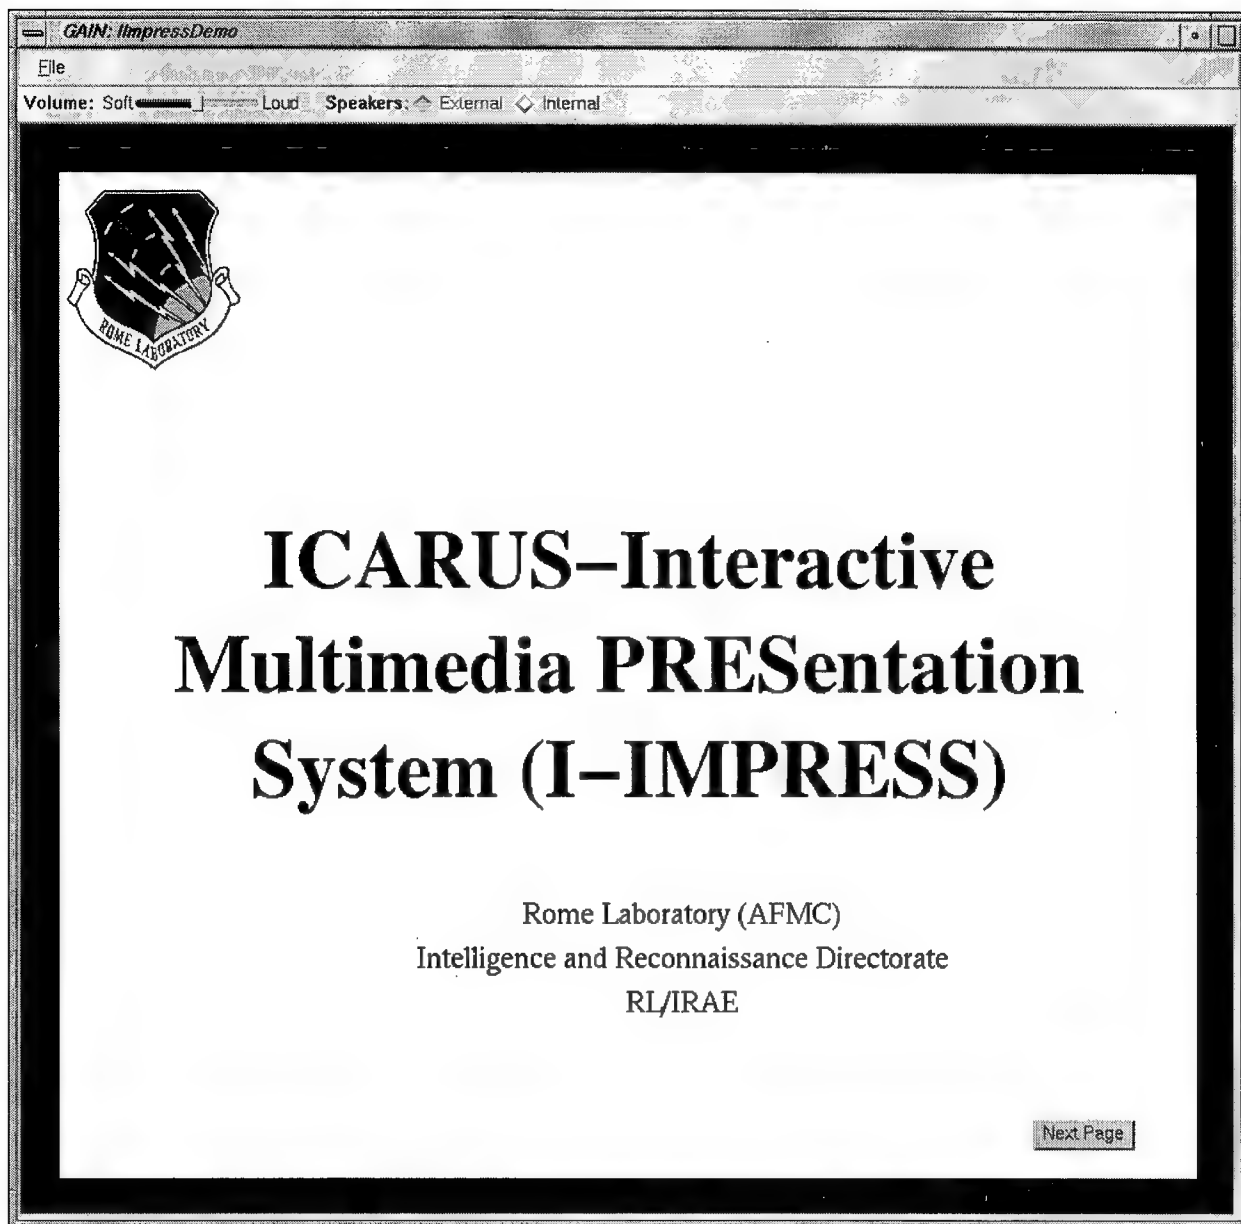 GAIN: IImpressDemo
File
Volume: Soft Loud Speakers: External Internal
ROME LABORATORY
ICARUS–Interactive
Multimedia PRESentation
System (I–IMPRESS)
Rome Laboratory (AFMC)
Intelligence and Reconnaissance Directorate
RL/IRAE
Next Page